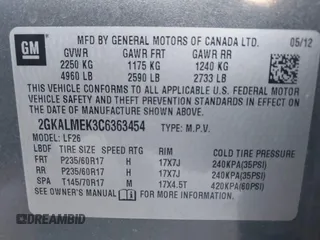 GM
MFD BY GENERAL MOTORS OF CANADA LTD. 05/12
GVWR GAWR FRT GAWR RR
2250 KG 1175 KG 1240 KG
4960 LB 2590 LB 2733 LB
THIS VEHICLE CONFORMS TO ALL APPLICABLE U.S. FEDERAL MOTOR
VEHICLE SAFETY, BUMPER, AND THEFT PREVENTION STANDARDS IN
EFFECT ON THE DATE OF MANUFACTURE SHOWN ABOVE.
2GKALMEK3C6363454 TYPE: M.P.V.
MODEL: LF26
LBDF TIRE SIZE SPEED RTG RIM COLD TIRE PRESSURE
FRT P235/60R17 H 17X7J 240KPA(35PSI)
RR P235/60R17 H 17X7J 240KPA(35PSI)
SPA T145/70R17 M 17X4.5T 420KPA(60PSI)
SEE OWNER'S MANUAL FOR ADDITIONAL INFORMATION
DREAMBID